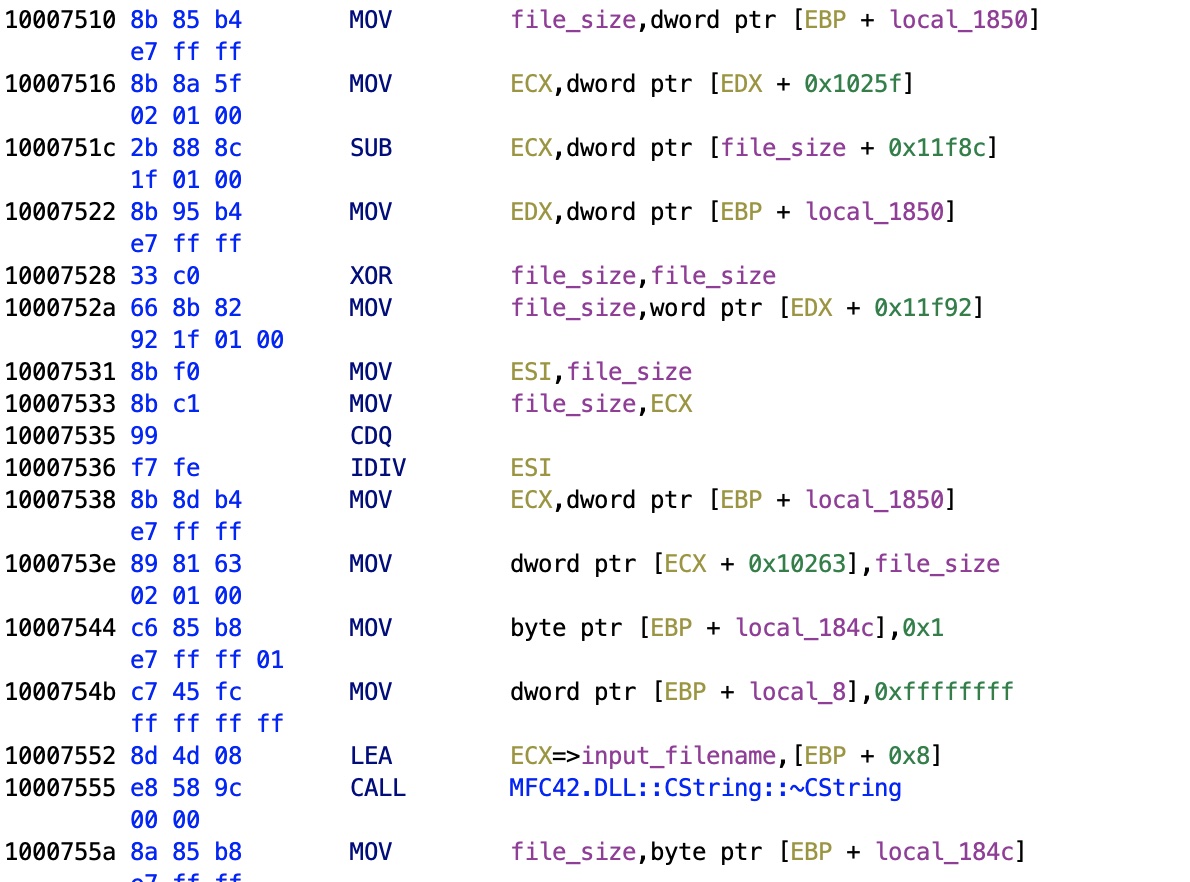 10007510 8b 85 b4 MOV file_size,dword ptr [EBP + local_1850]
e7 ff ff
10007516 8b 8a 5f MOV ECX,dword ptr [EDX + 0x1025f]
02 01 00
1000751c 2b 88 8c SUB ECX,dword ptr [file_size + 0x11f8c]
1f 01 00
10007522 8b 95 b4 MOV EDX,dword ptr [EBP + local_1850]
e7 ff ff
10007528 33 c0 XOR file_size,file_size
1000752a 66 8b 82 MOV file_size,word ptr [EDX + 0x11f92]
92 1f 01 00
10007531 8b f0 MOV ESI,file_size
10007533 8b c1 MOV file_size,ECX
10007535 99 CDQ
10007536 f7 fe IDIV ESI
10007538 8b 8d b4 MOV ECX,dword ptr [EBP + local_1850]
e7 ff ff
1000753e 89 81 63 MOV dword ptr [ECX + 0x10263],file_size
02 01 00
10007544 c6 85 b8 MOV byte ptr [EBP + local_184c],0x1
e7 ff ff 01
1000754b c7 45 fc MOV dword ptr [EBP + local_8],0xffffffff
ff ff ff ff
10007552 8d 4d 08 LEA ECX=>input_filename,[EBP + 0x8]
10007555 e8 58 9c CALL MFC42.DLL::CString::~CString
00 00
1000755a 8a 85 b8 MOV file_size,byte ptr [EBP + local_184c]
e7 ff ff